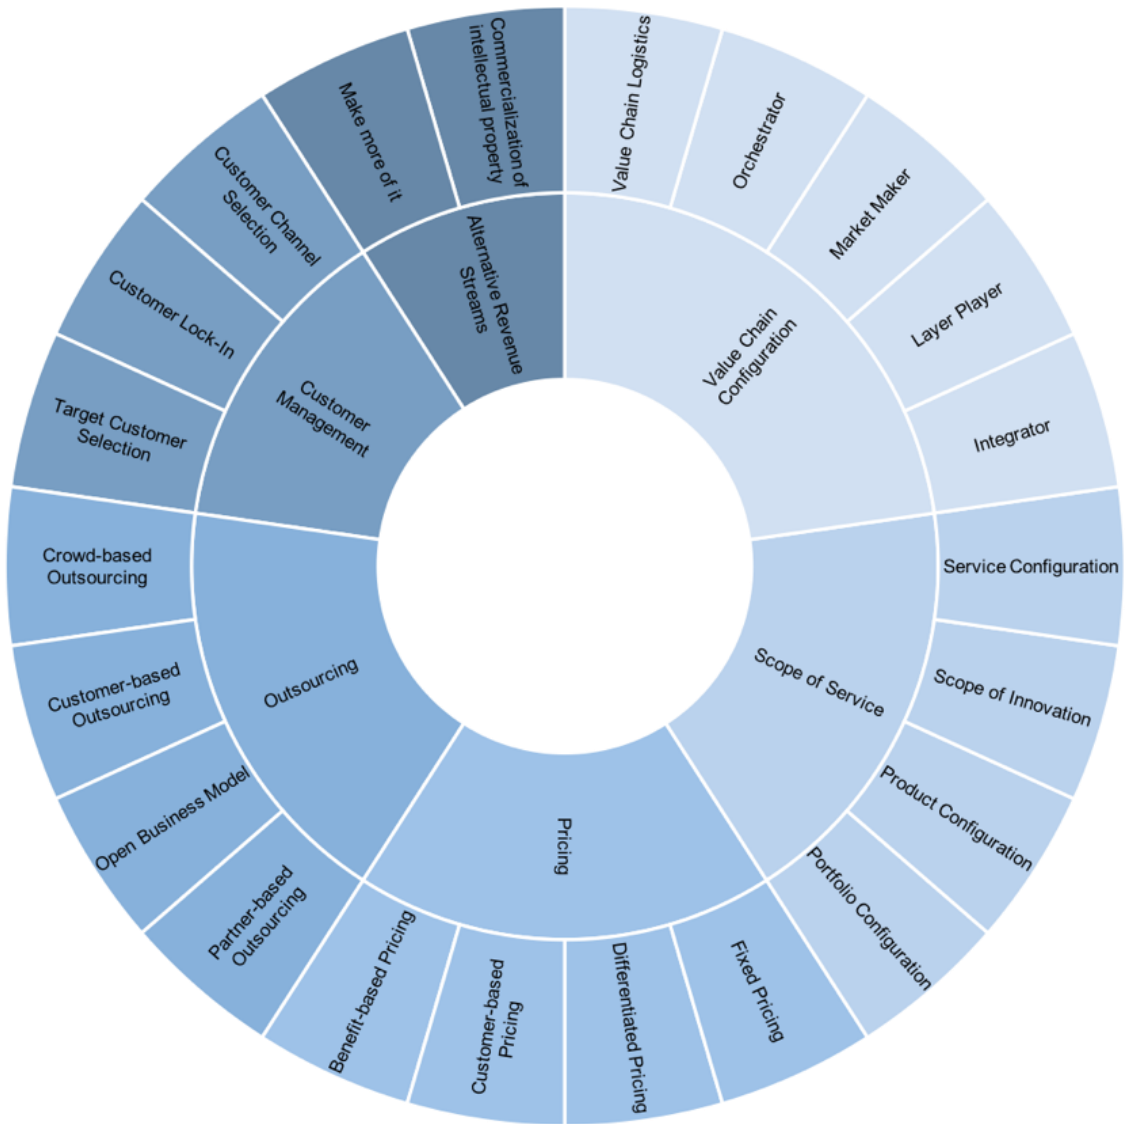 Value Chain
Configuration
Value Chain Logistics
Orchestrator
Market Maker
Layer Player
Integrator
Scope of Service
Service Configuration
Scope of Innovation
Product Configuration
Portfolio Configuration
Pricing
Fixed Pricing
Differentiated Pricing
Customer-based
Pricing
Benefit-based Pricing
Outsourcing
Partner-based
Outsourcing
Open Business Model
Customer-based
Outsourcing
Crowd-based
Outsourcing
Customer
Management
Target Customer
Selection
Customer Lock-In
Customer Channel
Selection
Alternative Revenue
Streams
Make more of it
Commercialization of
intellectual property